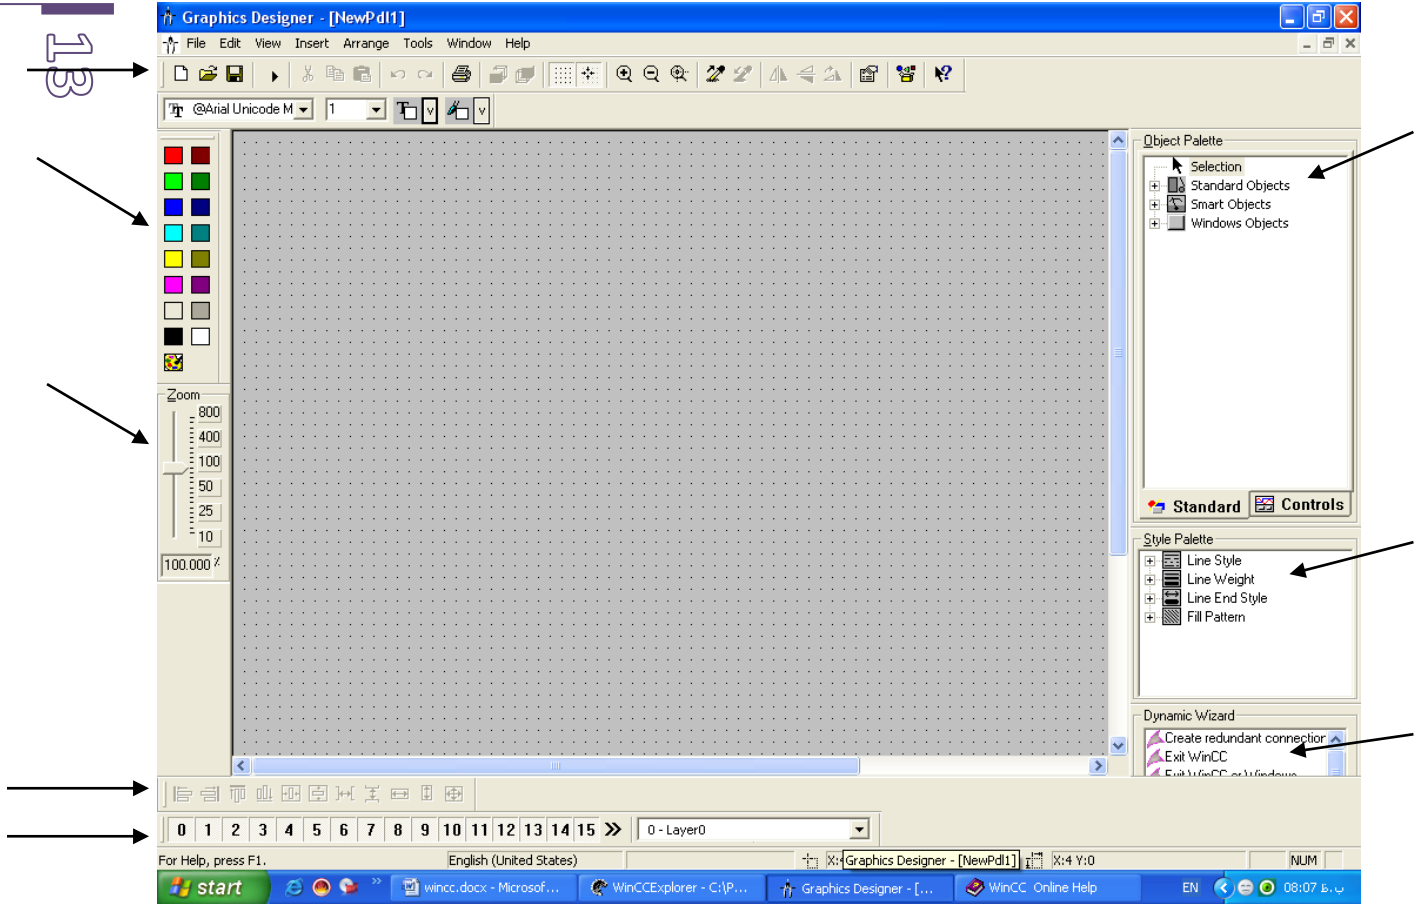 13
Graphics Designer - [NewPdl1]
File Edit View Insert Arrange Tools Window Help
@Arial Unicode M 1
Object Palette
Selection
Standard Objects
Smart Objects
Windows Objects
Standard Controls
Zoom
800
400
100
50
25
10
100.000 %
Style Palette
Line Style
Line Weight
Line End Style
Fill Pattern
Dynamic Wizard
Create redundant connection
Exit WinCC
Exit WinCC or Windows
0 1 2 3 4 5 6 7 8 9 10 11 12 13 14 15 0 - Layer0
For Help, press F1. English (United States) Graphics Designer - [NewPdl1] X:4 Y:0 NUM
start wincc.docx - Microsof... WinCCExplorer - C:\P... Graphics Designer - [... WinCC Online Help EN 08:07 ب.ظ